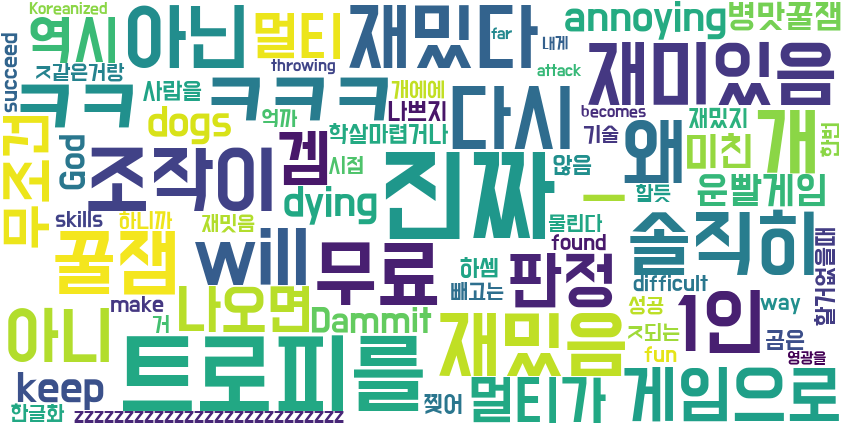 Koreanized
succeed
역시
아닌
멀티
재밌다
far
내게
annoying
병맛꿀잼
ㅈ같은거랑
사람을
throwing
개에에
attack
재미있음
ㅋㅋ
ㅋㅋㅋ
나쁘지
becomes
재밌지
한번
dogs
억까
다시
왜
개
기술
미친
God
무조건
조작이
겜
학살마렵거나
시점
진짜
않음
ㅡ
할듯
운빨게임
dying
skills
하니까
재밋음
물린다
솔직히
꿀잼
will
무료
found
판정
하셈
difficult
할거없을때
make
나오면
Dammit
빼고는
성공
1인
way
거
아니
트로피를
재밌음
ㅈ되는
곰은
fun
영광을
keep
찢어
멀티가
게임으로
한글화
zzzzzzzzzzzzzzzzzzzzzzzzzzz